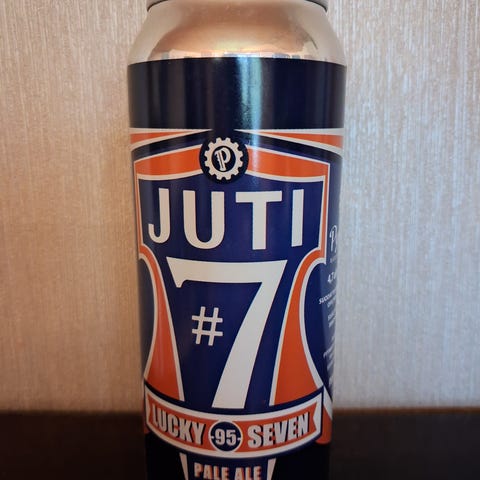 P
JUTI
#7
LUCKY -95- SEVEN
PALE ALE